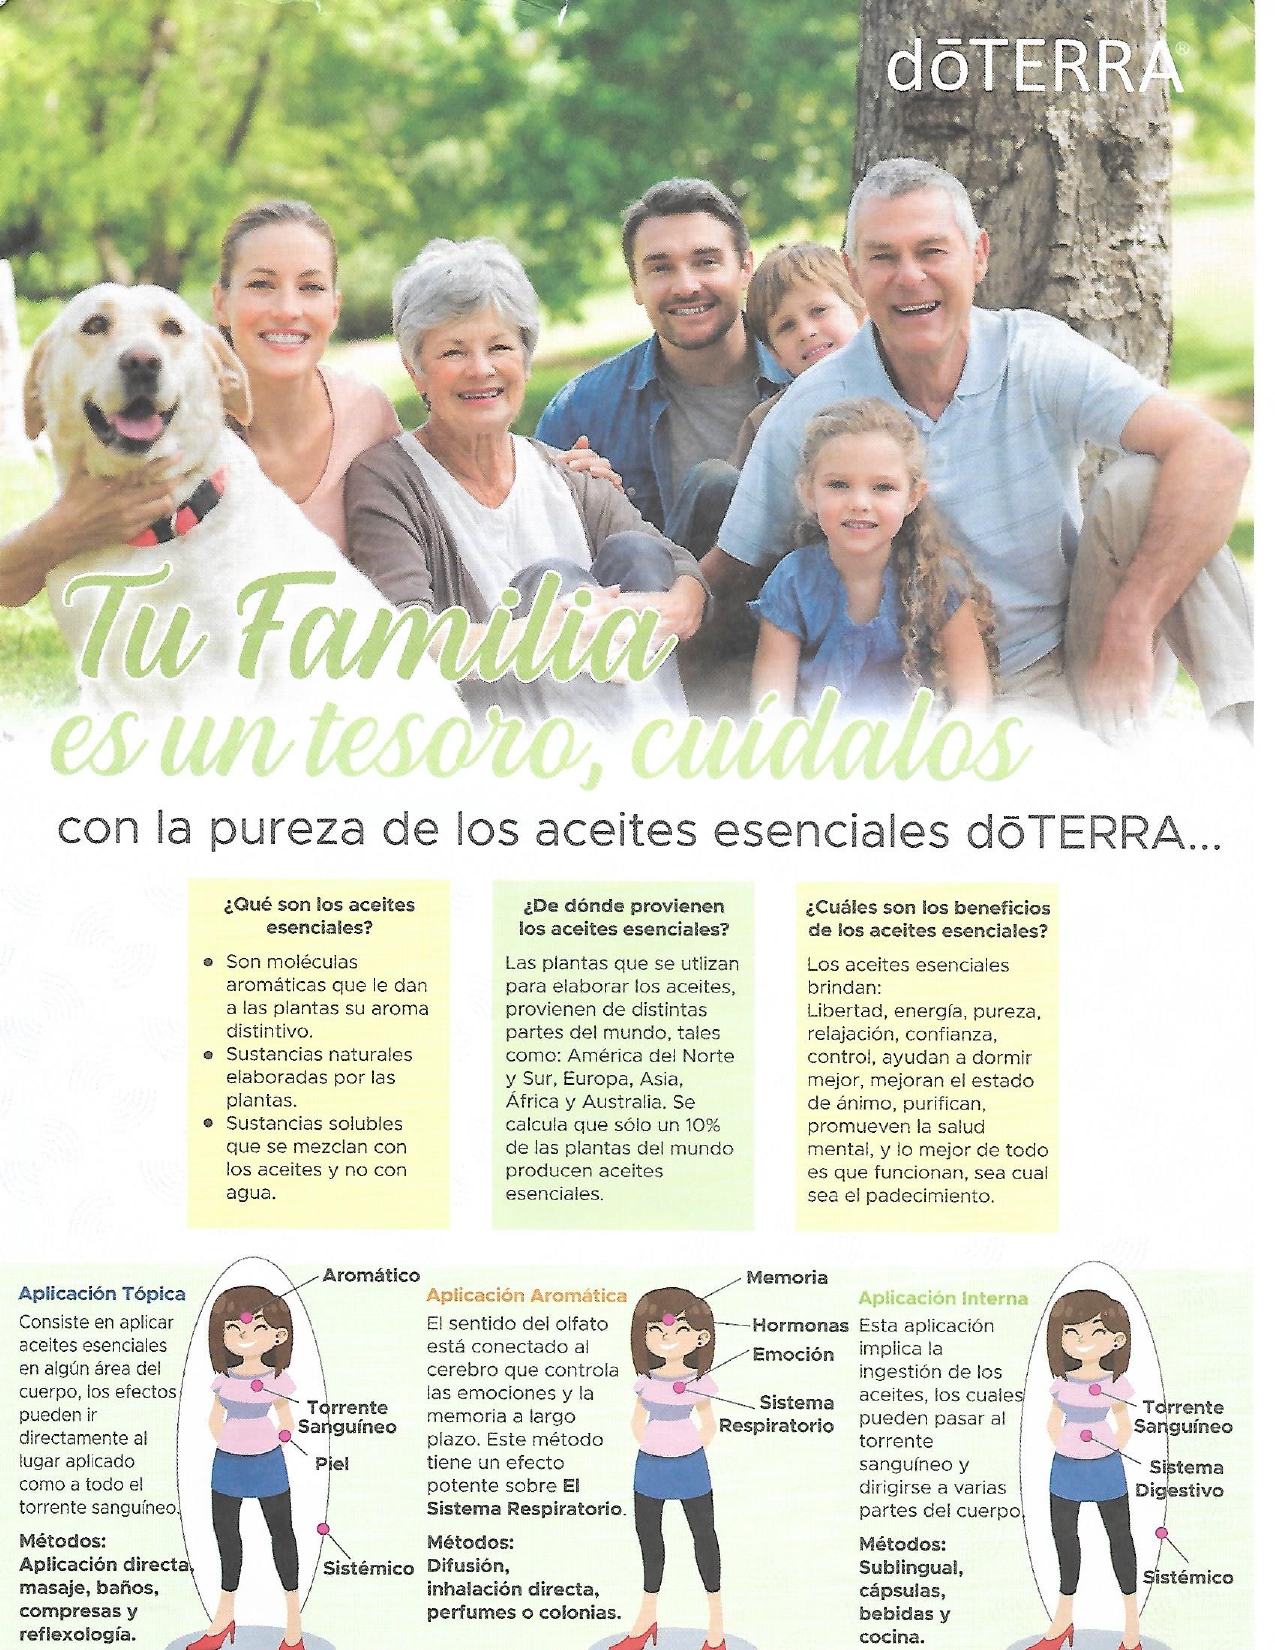 dōTERRA®
Tu Familia
es un tesoro, cuídalos
con la pureza de los aceites esenciales dōTERRA...
¿Qué son los aceites
esenciales?
• Son moléculas
aromáticas que le dan
a las plantas su aroma
distintivo.
• Sustancias naturales
elaboradas por las
plantas.
• Sustancias solubles
que se mezclan con
los aceites y no con
agua.
¿De dónde provienen
los aceites esenciales?
Las plantas que se utlizan
para elaborar los aceites,
provienen de distintas
partes del mundo, tales
como: América del Norte
y Sur, Europa, Asia,
África y Australia. Se
calcula que sólo un 10%
de las plantas del mundo
producen aceites
esenciales.
¿Cuáles son los beneficios
de los aceites esenciales?
Los aceites esenciales
brindan:
Libertad, energía, pureza,
relajación, confianza,
control, ayudan a dormir
mejor, mejoran el estado
de ánimo, purifican,
promueven la salud
mental, y lo mejor de todo
es que funcionan, sea cual
sea el padecimiento.
Aplicación Tópica
Consiste en aplicar
aceites esenciales
en algún área del
cuerpo, los efectos
pueden ir
directamente al
lugar aplicado
como a todo el
torrente sanguíneo.
Métodos:
Aplicación directa,
masaje, baños,
compresas y
reflexología.
Aromático
Torrente
Sanguíneo
Piel
Sistémico
Aplicación Aromática
El sentido del olfato
está conectado al
cerebro que controla
las emociones y la
memoria a largo
plazo. Este método
tiene un efecto
potente sobre El
Sistema Respiratorio.
Métodos:
Difusión,
inhalación directa,
perfumes o colonias.
Memoria
Hormonas
Emoción
Sistema
Respiratorio
Aplicación Interna
Esta aplicación
implica la
ingestión de los
aceites, los cuales
pueden pasar al
torrente
sanguíneo y
dirigirse a varias
partes del cuerpo.
Métodos:
Sublingual,
cápsulas,
bebidas y
cocina.
Torrente
Sanguíneo
Sistema
Digestivo
Sistémico